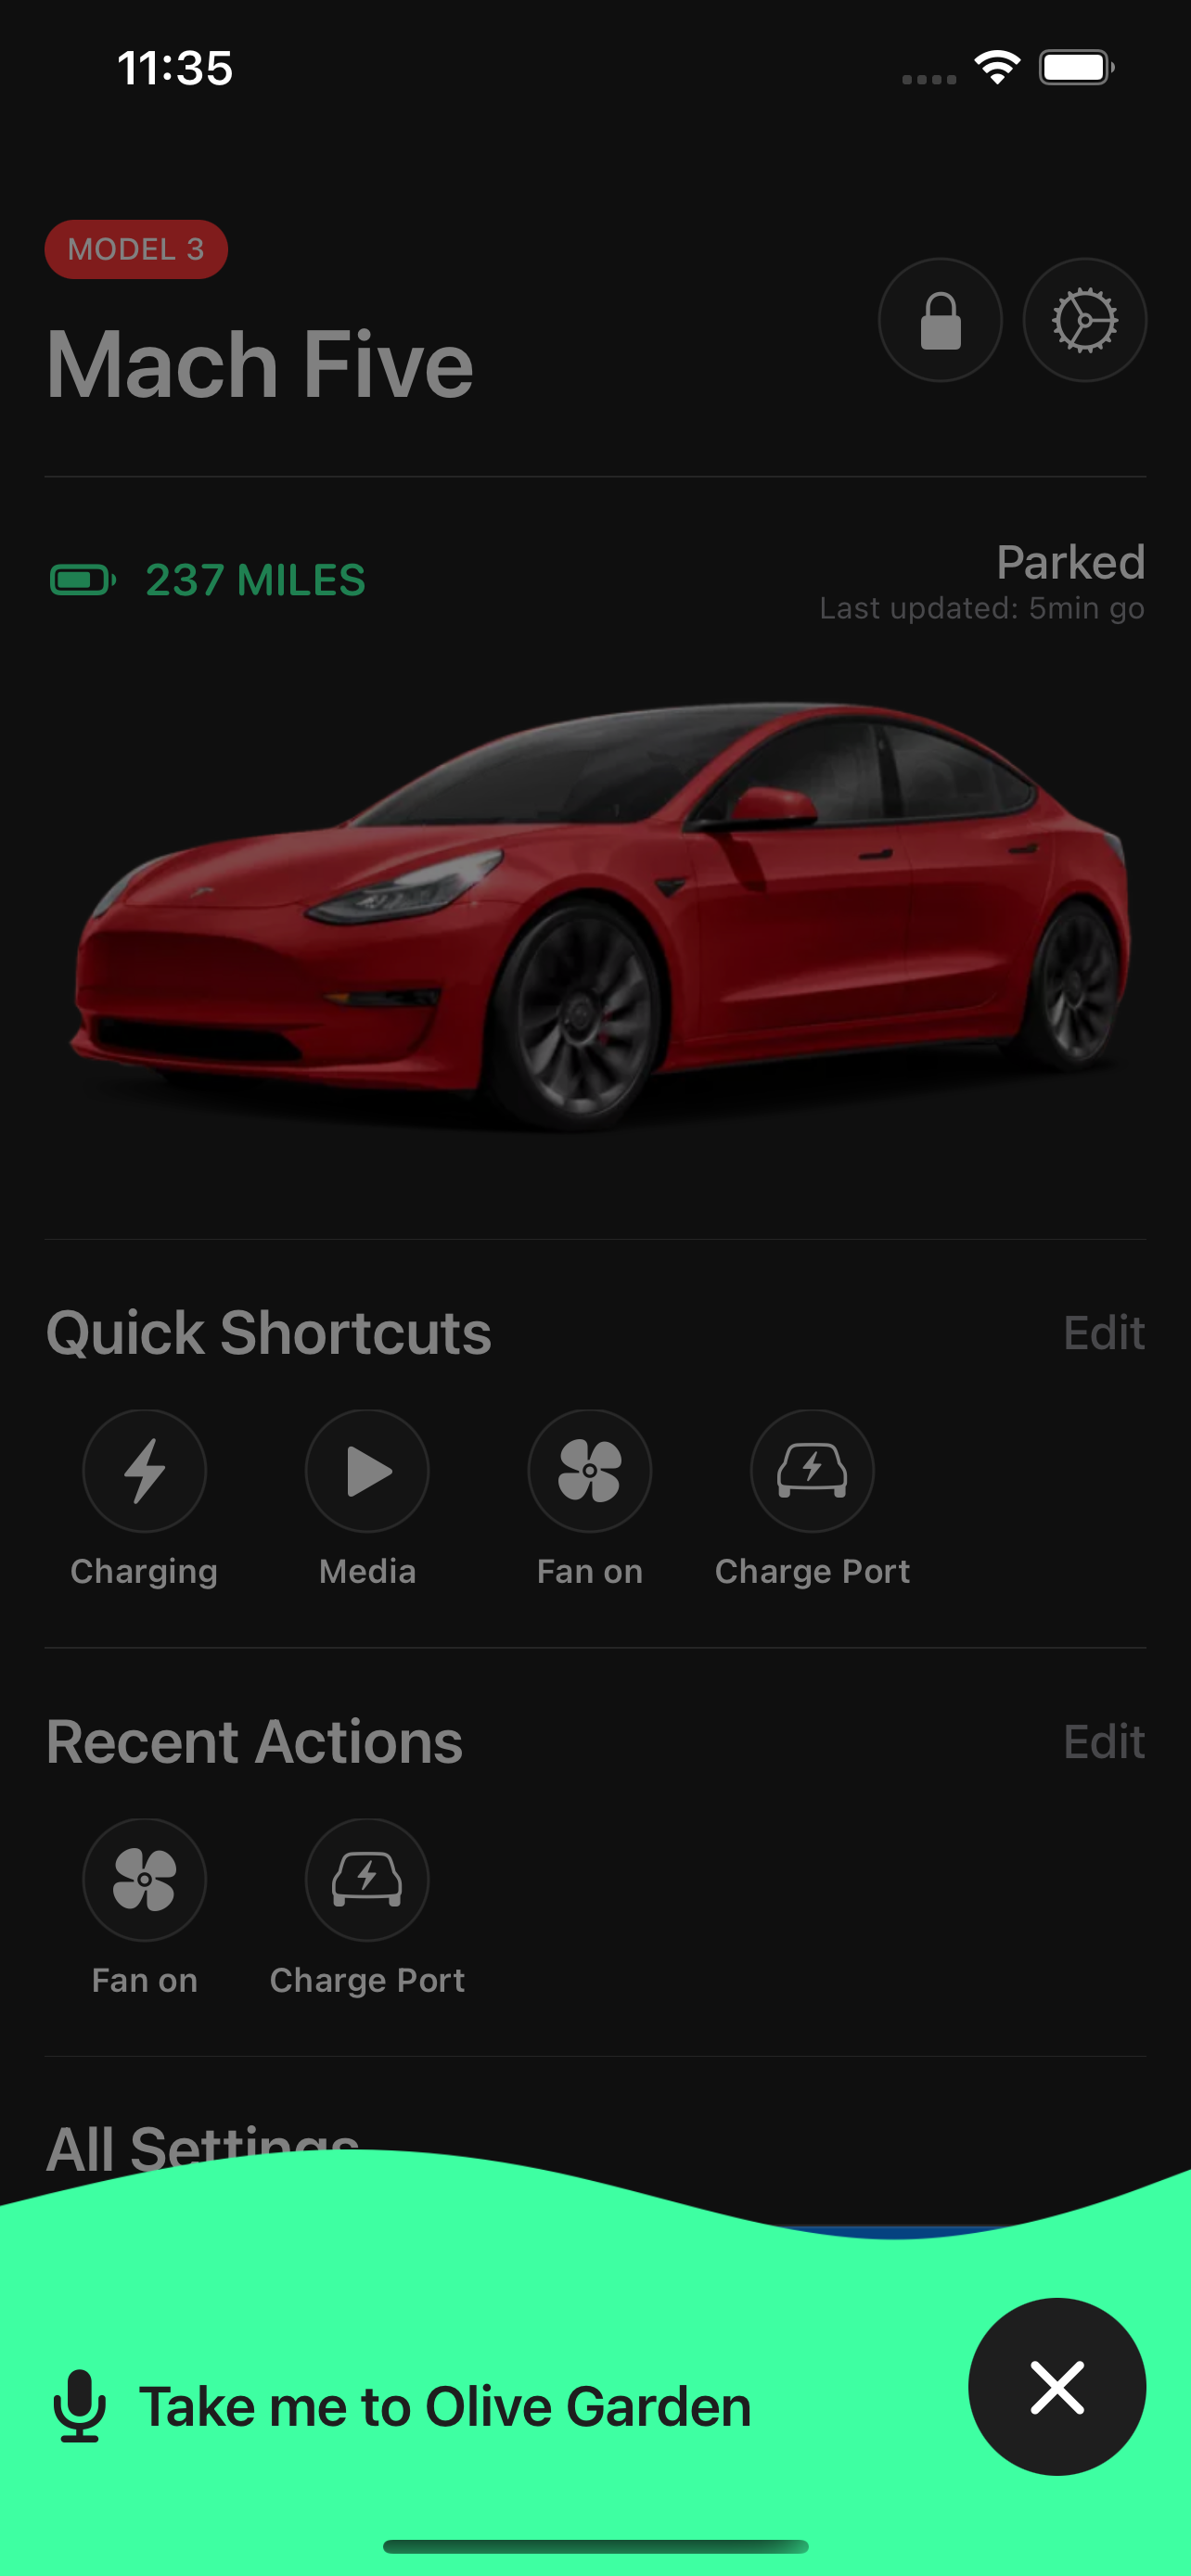 11:35
MODEL 3
Mach Five
237 MILES
Parked
Last updated: 5min go
Quick Shortcuts
Edit
Charging
Media
Fan on
Charge Port
Recent Actions
Edit
Fan on
Charge Port
All Settings
Take me to Olive Garden